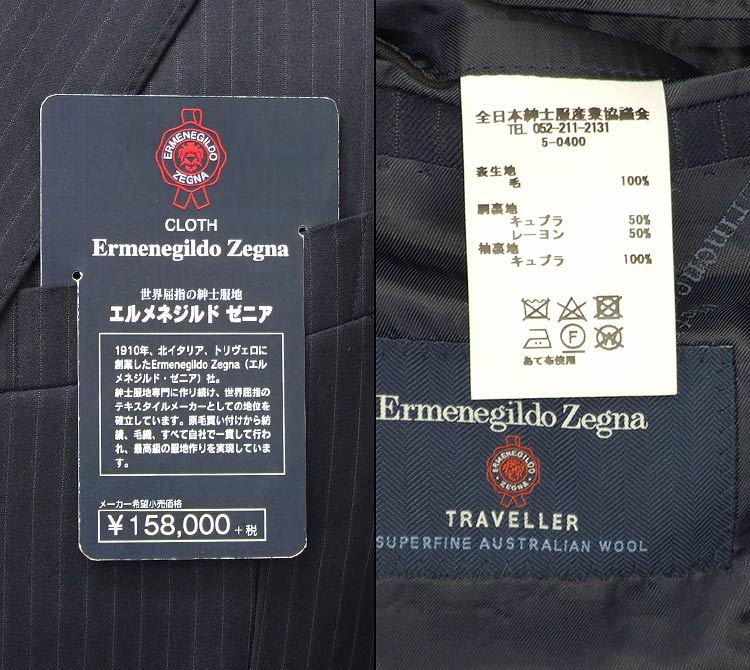 ERMENEGILDO
ZEGNA
CLOTH
Ermenegildo Zegna
世界屈指の紳士服地
エルメネジルド ゼニア
1910年、北イタリア、トリヴェロに
創業したErmenegildo Zegna（エル
メネジルド・ゼニア）社。
紳士服地専門に作り続け、世界屈指の
テキスタイルメーカーとしての地位を
確立しています。原毛買い付けから紡
績、毛織、すべて自社で一貫して行わ
れ、最高級の服地作りを実現していま
す。
メーカー希望小売価格
￥158,000+税
全日本紳士服産業協議会
TEL 052-211-2131
5-0400
表生地
毛 100%
胴裏地
キュプラ 50%
レーヨン 50%
袖裏地
キュプラ 100%
あて布使用
Ermenegildo Zegna
ERMENEGILDO
ZEGNA
TRAVELLER
SUPERFINE AUSTRALIAN WOOL